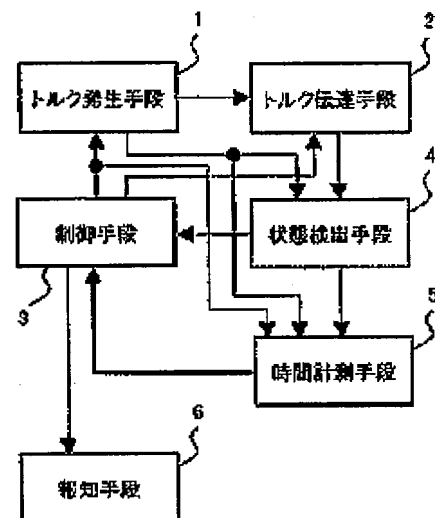 1
2
トルク発生手段
トルク伝達手段
4
制御手段
状態検出手段
3
5
時間計測手段
6
報知手段